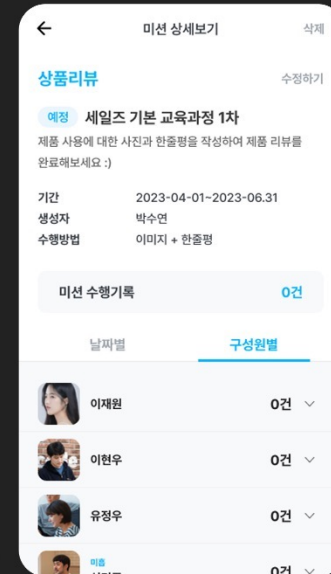 미션 상세보기 삭제
상품리뷰 수정하기
예정 세일즈 기본 교육과정 1차
제품 사용에 대한 사진과 한줄평을 작성하여 제품 리뷰를
완료해보세요 :)
기간 2023-04-01~2023-06.31
생성자 박수연
수행방법 이미지 + 한줄평
미션 수행기록 0건
날짜별 구성원별
이재원 0건
이현우 0건
유정우 0건
미흡
0건